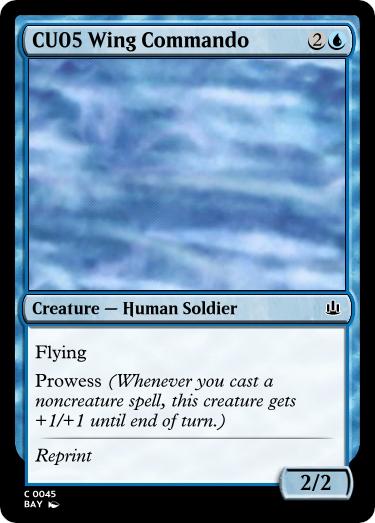 CU05 Wing Commando 2
Creature — Human Soldier
Flying
Prowess (Whenever you cast a
noncreature spell, this creature gets
+1/+1 until end of turn.)
Reprint
2/2
C 0045
BAY